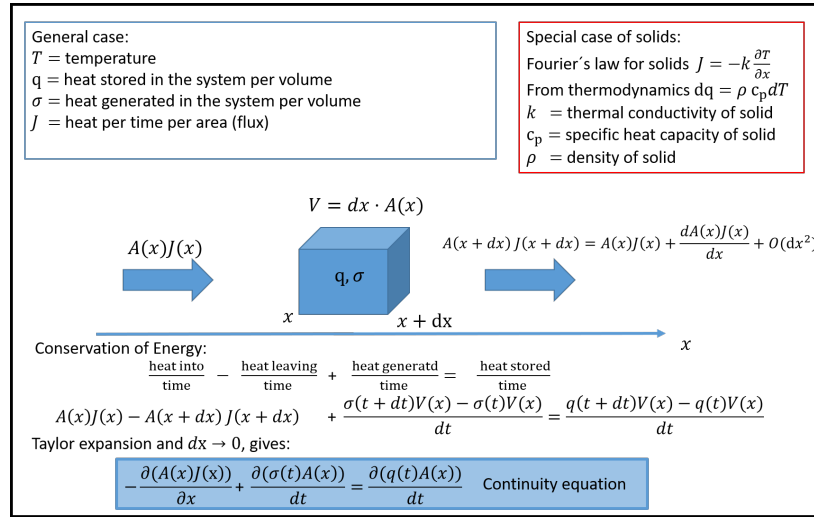 General case:
T = temperature
q = heat stored in the system per volume
σ = heat generated in the system per volume
J = heat per time per area (flux)
Special case of solids:
Fourier´s law for solids J = −k ∂T/∂x
From thermodynamics dq = ρ c_p dT
k = thermal conductivity of solid
c_p = specific heat capacity of solid
ρ = density of solid
V = dx · A(x)
A(x)J(x)
q, σ
A(x + dx) J(x + dx) = A(x)J(x) + dA(x)J(x)/dx + O(dx²)
x
x + dx
x
Conservation of Energy:
heat into/time − heat leaving/time + heat generatd/time = heat stored/time
A(x)J(x) − A(x + dx) J(x + dx) + (σ(t + dt)V(x) − σ(t)V(x))/dt = (q(t + dt)V(x) − q(t)V(x))/dt
Taylor expansion and dx → 0, gives:
−∂(A(x)J(x))/∂x + ∂(σ(t)A(x))/dt = ∂(q(t)A(x))/dt Continuity equation